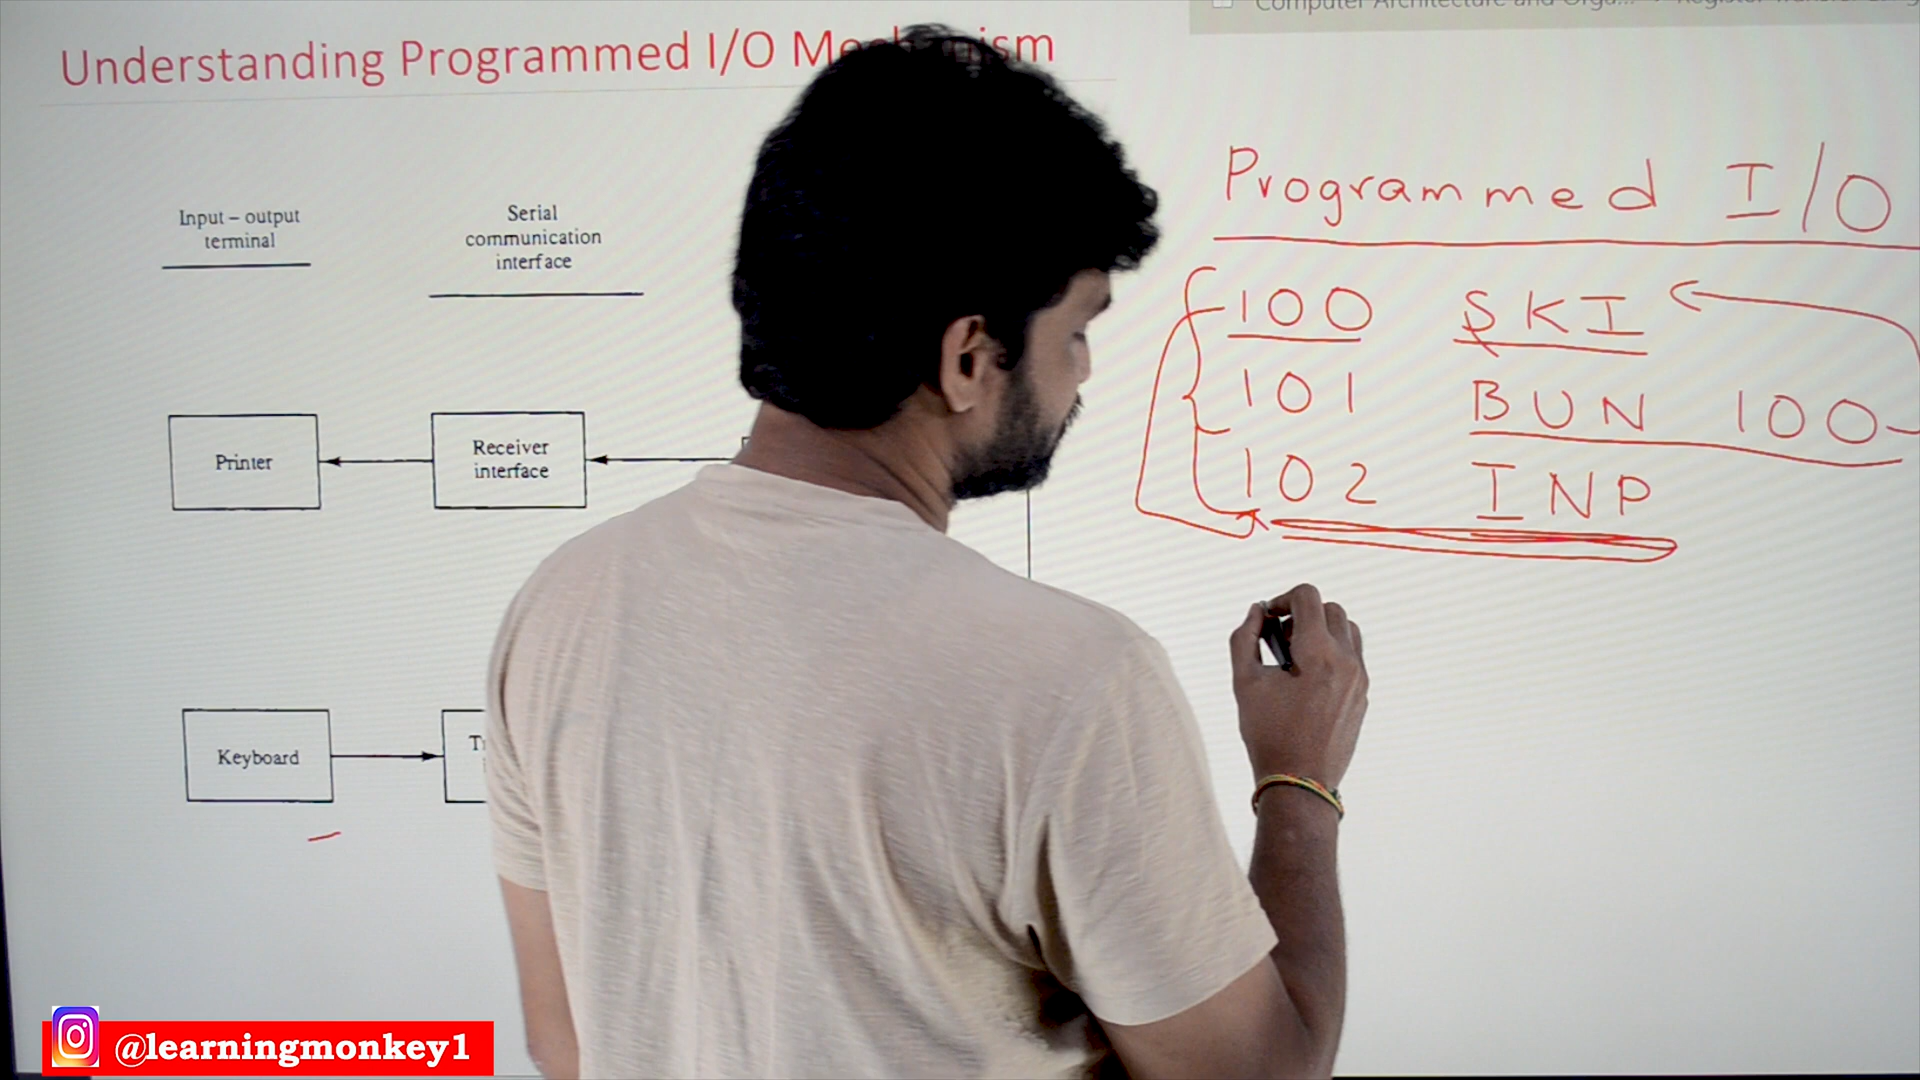 Understanding Programmed I/O
Input – output
terminal
Serial
communication
interface
Printer
Receiver
interface
Keyboard
Programmed I/O
100 SKI
101 BUN 100
102 INP
@learningmonkey1